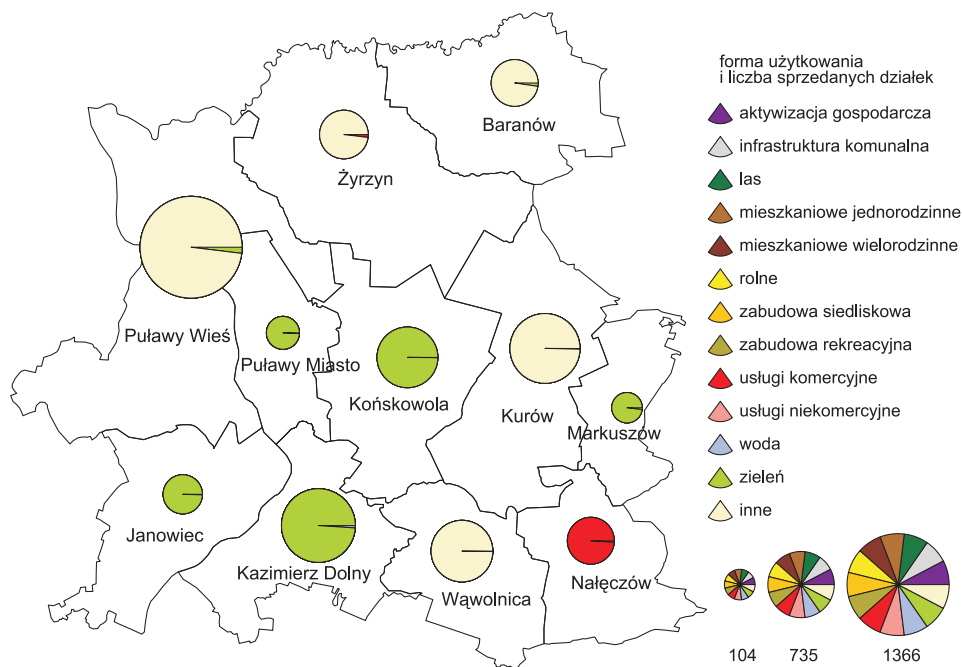 Baranów
Żyrzyn
Puławy Wieś
Puławy Miasto
Końskowola
Kurów
Markuszów
Janowiec
Kazimierz Dolny
Wąwolnica
Nałęczów
forma użytkowania
i liczba sprzedanych działek
aktywizacja gospodarcza
infrastruktura komunalna
las
mieszkaniowe jednorodzinne
mieszkaniowe wielorodzinne
rolne
zabudowa siedliskowa
zabudowa rekreacyjna
usługi komercyjne
usługi niekomercyjne
woda
zieleń
inne
104 735 1366